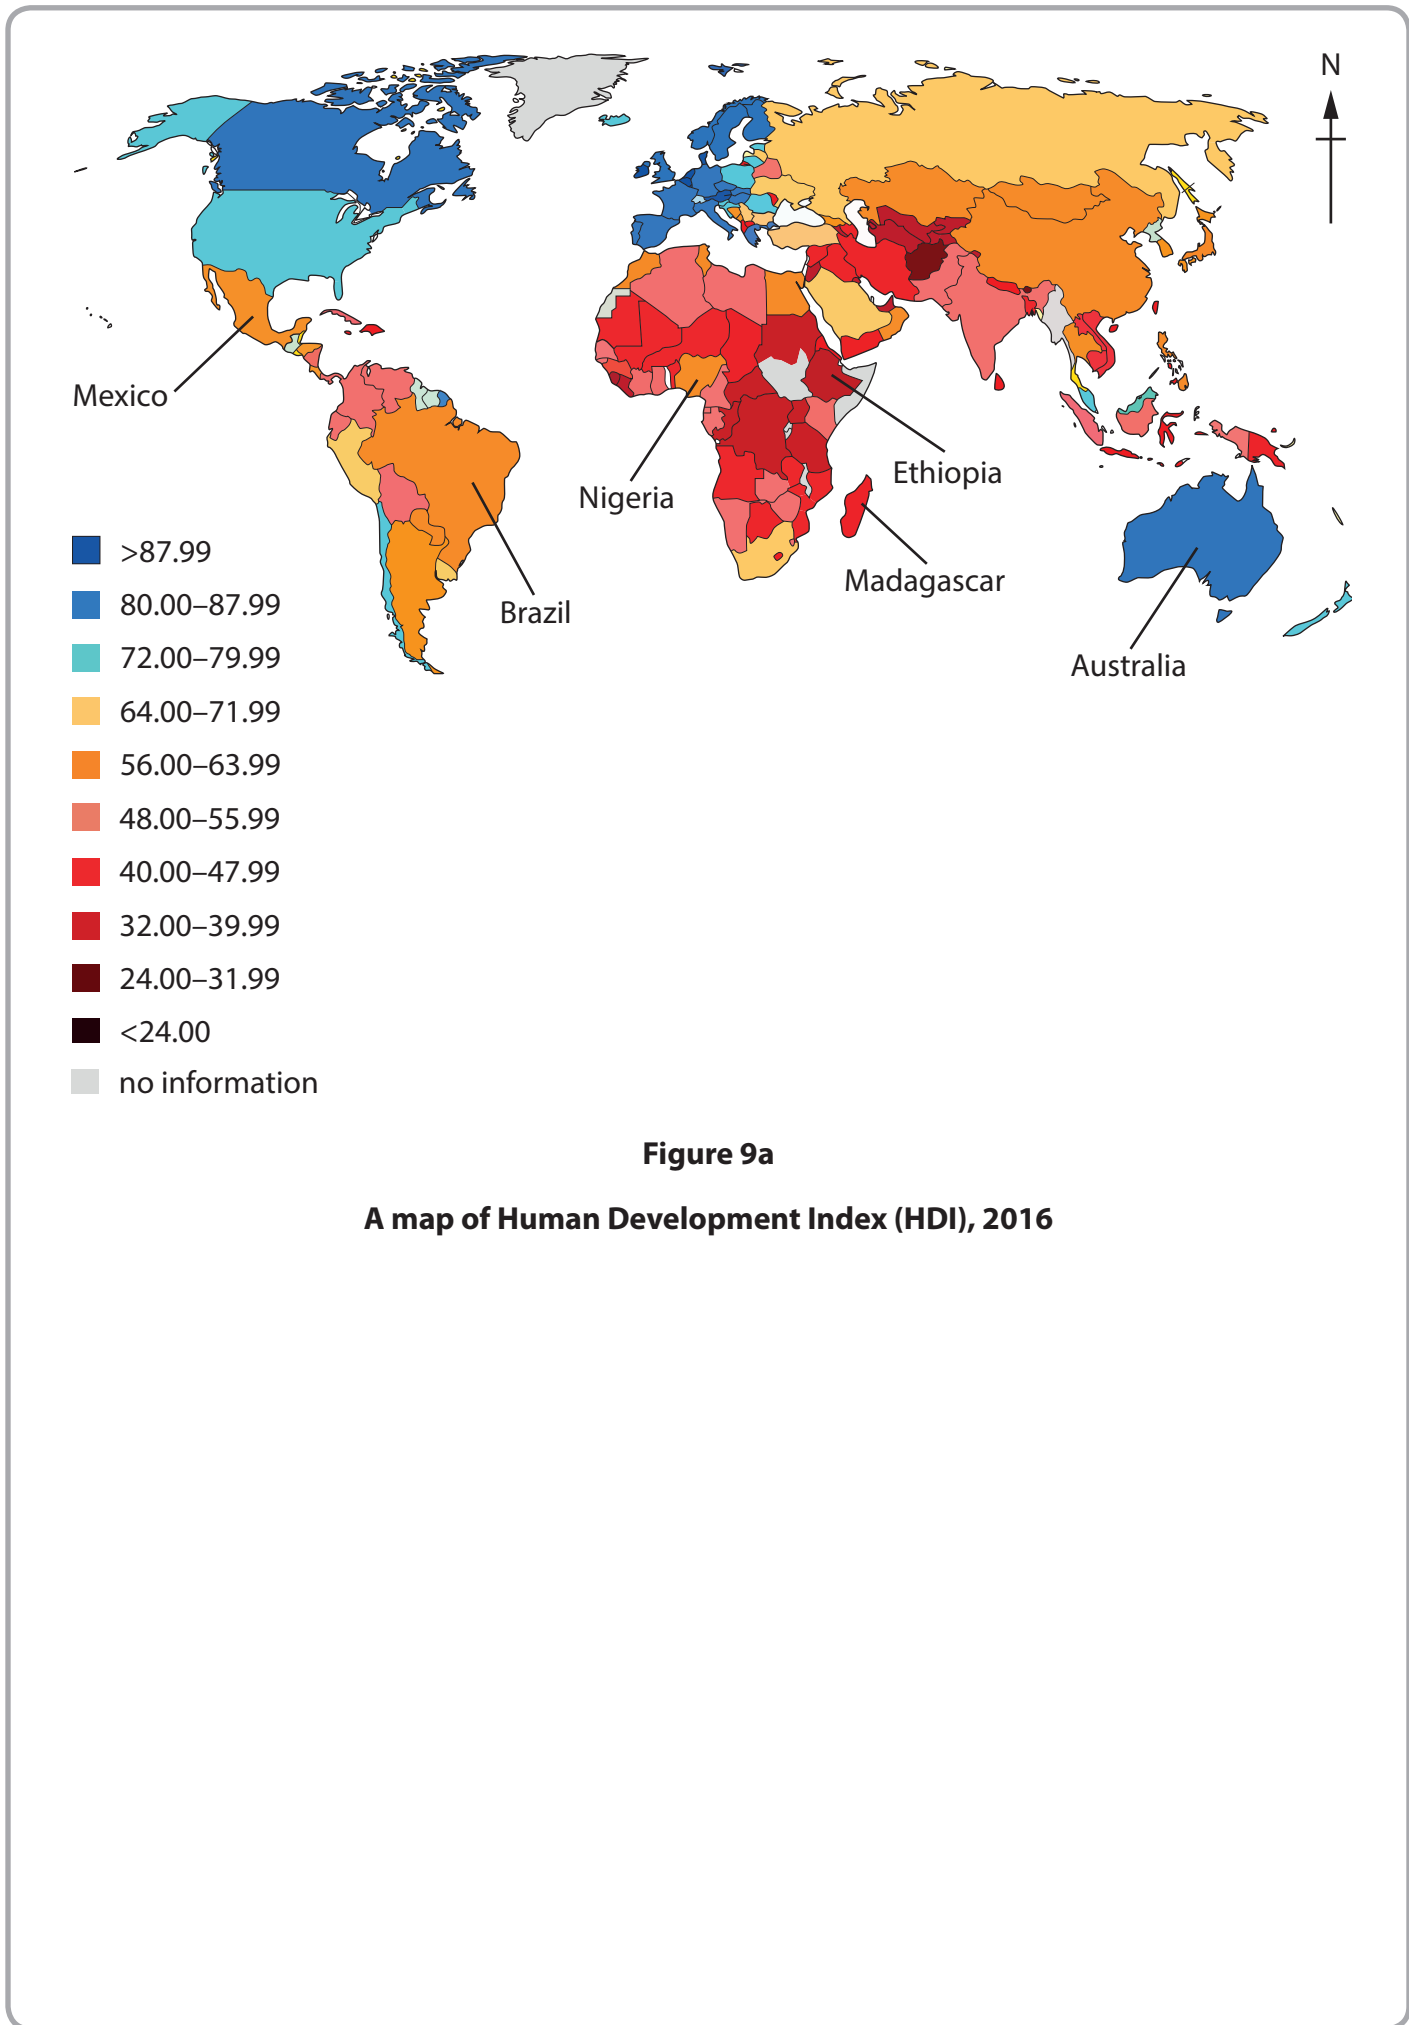 N
Mexico
Nigeria
Ethiopia
Brazil
Madagascar
Australia
>87.99
80.00–87.99
72.00–79.99
64.00–71.99
56.00–63.99
48.00–55.99
40.00–47.99
32.00–39.99
24.00–31.99
<24.00
no information
Figure 9a
A map of Human Development Index (HDI), 2016